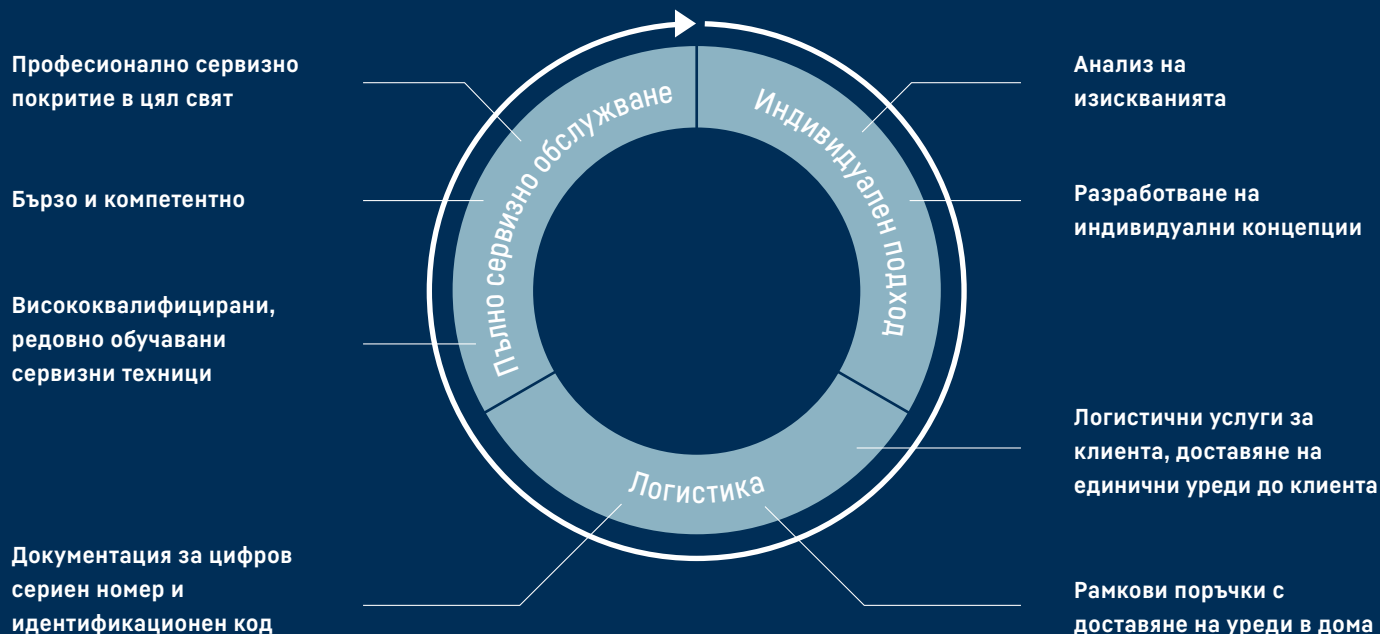 Професионално сервизно
покритие в цял свят
Бързо и компетентно
Висококвалифицирани,
редовно обучавани
сервизни техници
Документация за цифров
сериен номер и
идентификационен код
Пълно сервизно обслужване
Индивидуален подход
Логистика
Анализ на
изискванията
Разработване на
индивидуални концепции
Логистични услуги за
клиента, доставяне на
единични уреди до клиента
Рамкови поръчки с
доставяне на уреди в дома